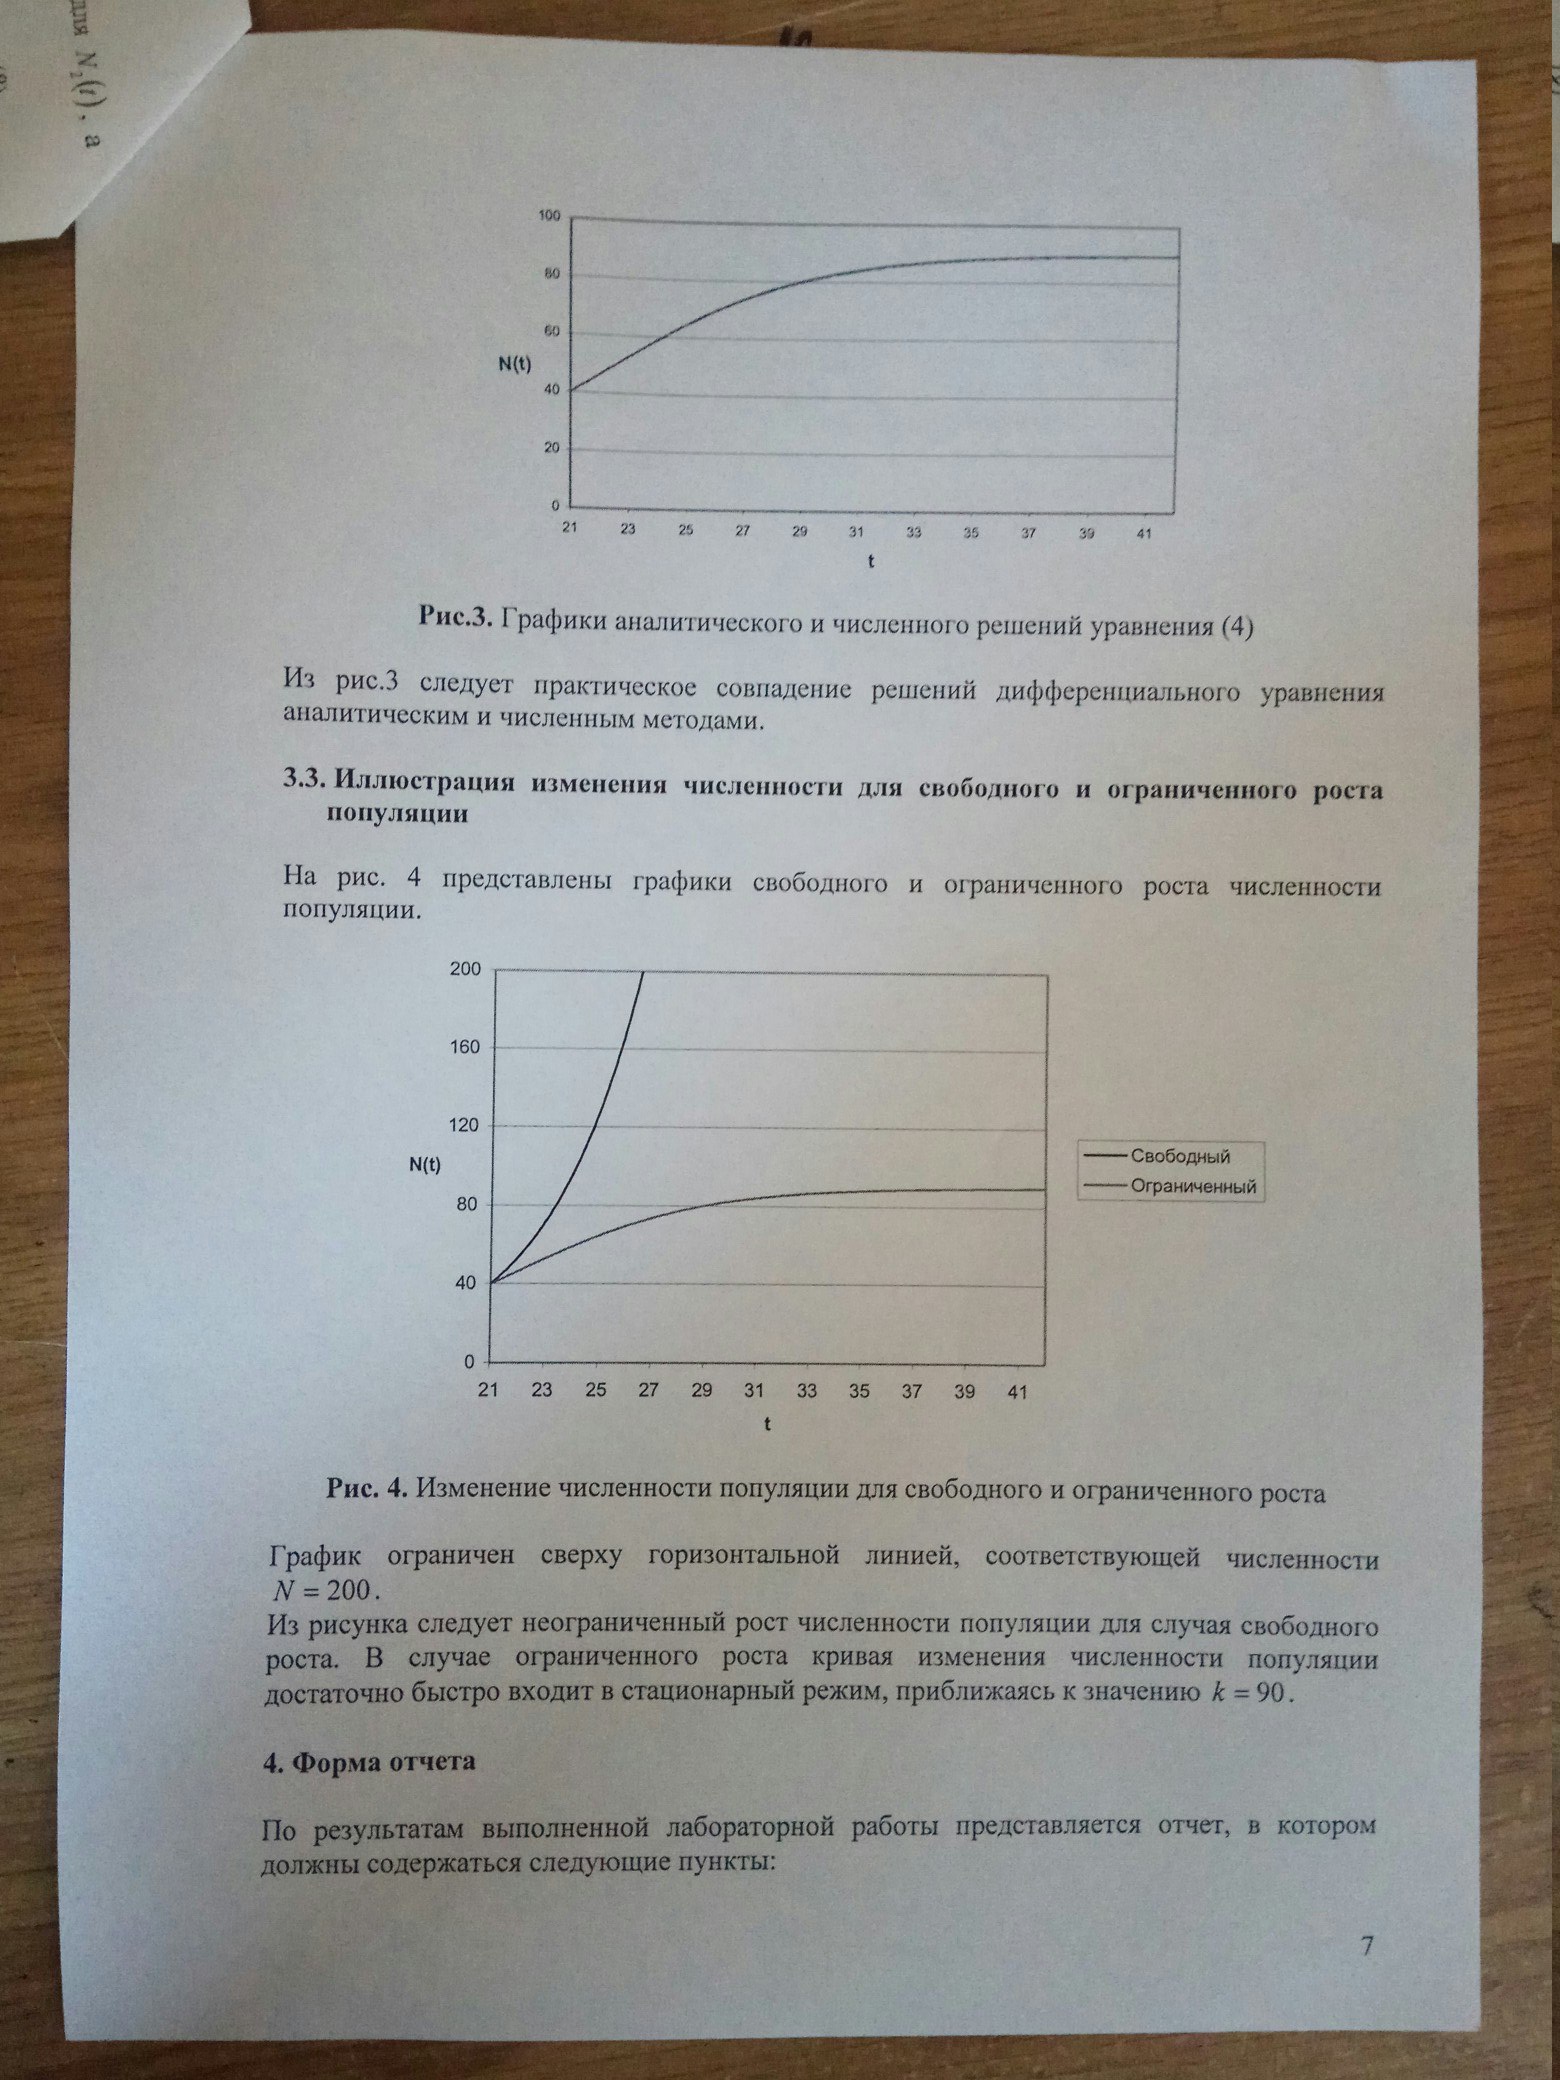 для N₂(t), а
100
80
60
N(t)
40
20
0
21 23 25 27 29 31 33 35 37 39 41
t
Рис.3. Графики аналитического и численного решений уравнения (4)
Из рис.3 следует практическое совпадение решений дифференциального уравнения
аналитическим и численным методами.
3.3. Иллюстрация изменения численности для свободного и ограниченного роста
популяции
На рис. 4 представлены графики свободного и ограниченного роста численности
популяции.
200
160
120
N(t)
80
40
0
21 23 25 27 29 31 33 35 37 39 41
t
Свободный
Ограниченный
Рис. 4. Изменение численности популяции для свободного и ограниченного роста
График ограничен сверху горизонтальной линией, соответствующей численности
N = 200.
Из рисунка следует неограниченный рост численности популяции для случая свободного
роста. В случае ограниченного роста кривая изменения численности популяции
достаточно быстро входит в стационарный режим, приближаясь к значению k = 90.
4. Форма отчета
По результатам выполненной лабораторной работы представляется отчет, в котором
должны содержаться следующие пункты:
7